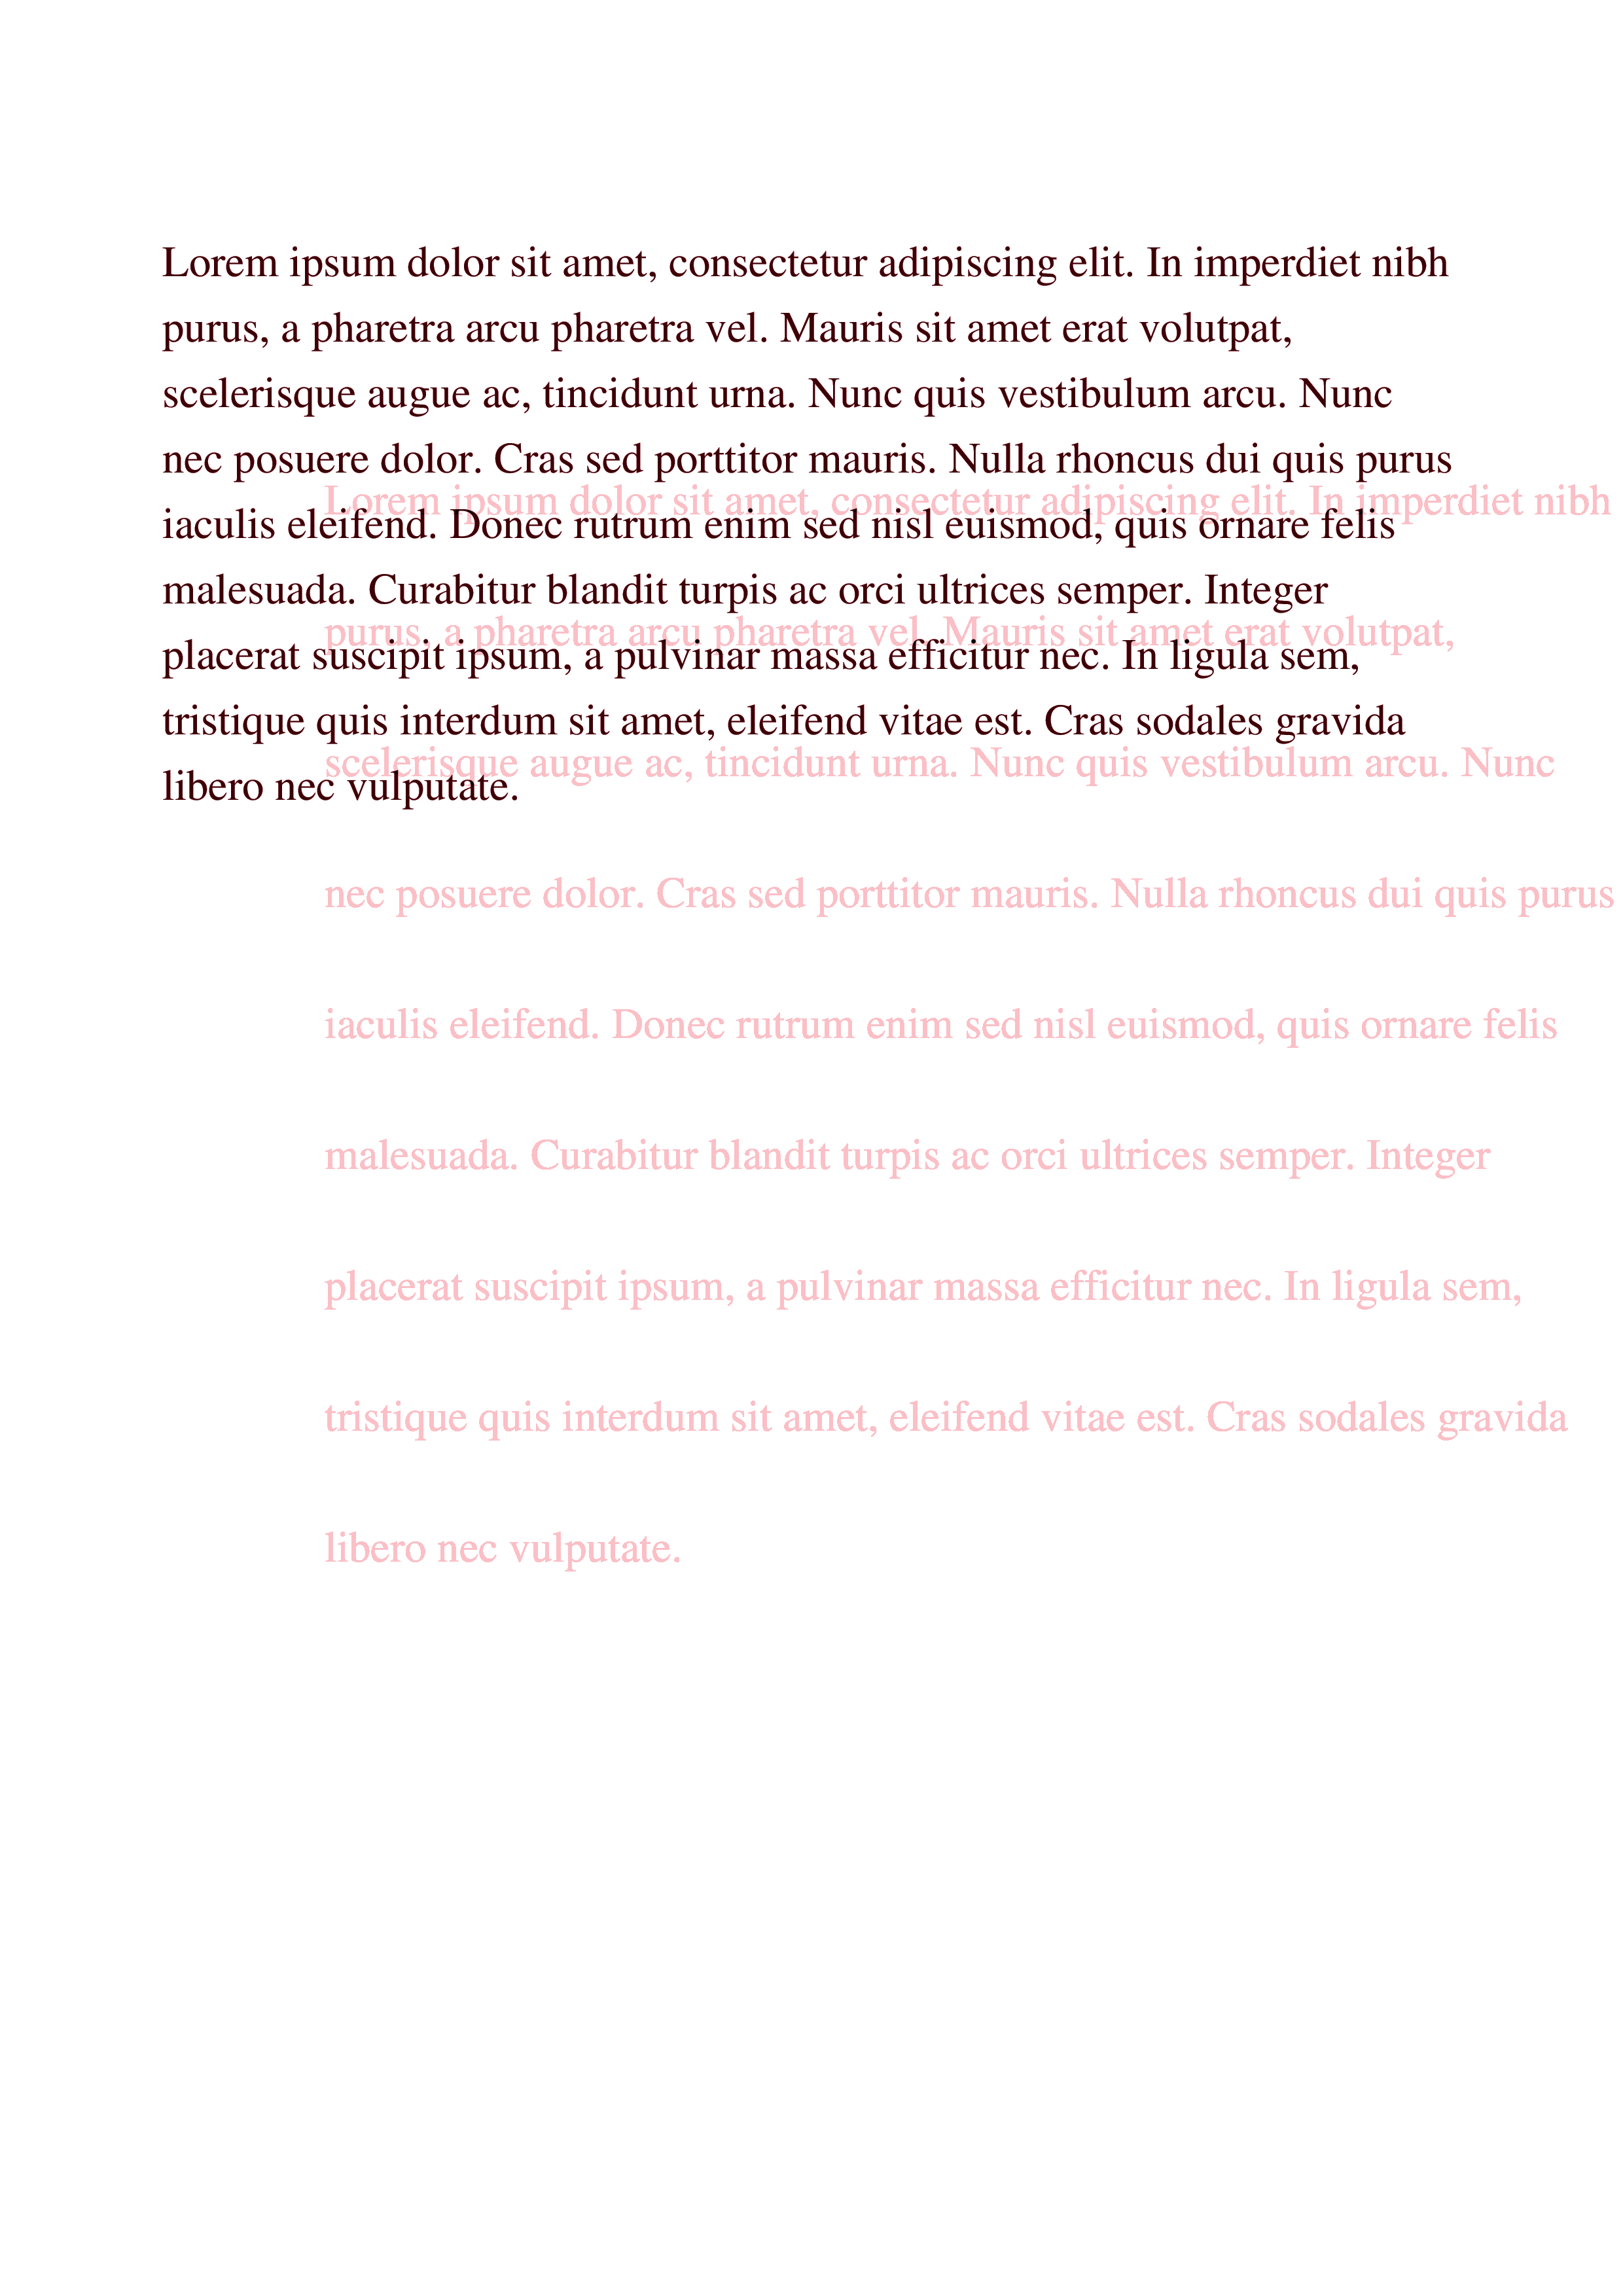 Lorem ipsum dolor sit amet, consectetur adipiscing elit. In imperdiet nibh
purus, a pharetra arcu pharetra vel. Mauris sit amet erat volutpat,
scelerisque augue ac, tincidunt urna. Nunc quis vestibulum arcu. Nunc
nec posuere dolor. Cras sed porttitor mauris. Nulla rhoncus dui quis purus
iaculis eleifend. Donec rutrum enim sed nisl euismod, quis ornare felis
malesuada. Curabitur blandit turpis ac orci ultrices semper. Integer
placerat suscipit ipsum, a pulvinar massa efficitur nec. In ligula sem,
tristique quis interdum sit amet, eleifend vitae est. Cras sodales gravida
libero nec vulputate.
Lorem ipsum dolor sit amet, consectetur adipiscing elit. In imperdiet nibh
purus, a pharetra arcu pharetra vel. Mauris sit amet erat volutpat,
scelerisque augue ac, tincidunt urna. Nunc quis vestibulum arcu. Nunc
nec posuere dolor. Cras sed porttitor mauris. Nulla rhoncus dui quis purus
iaculis eleifend. Donec rutrum enim sed nisl euismod, quis ornare felis
malesuada. Curabitur blandit turpis ac orci ultrices semper. Integer
placerat suscipit ipsum, a pulvinar massa efficitur nec. In ligula sem,
tristique quis interdum sit amet, eleifend vitae est. Cras sodales gravida
libero nec vulputate.